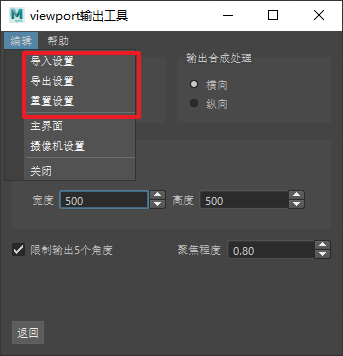 viewport输出工具
编辑 帮助
导入设置
导出设置
重置设置
主界面
摄像机设置
关闭
输出合成处理
横向
纵向
宽度 500 高度 500
限制输出5个角度 聚焦程度 0.80
返回